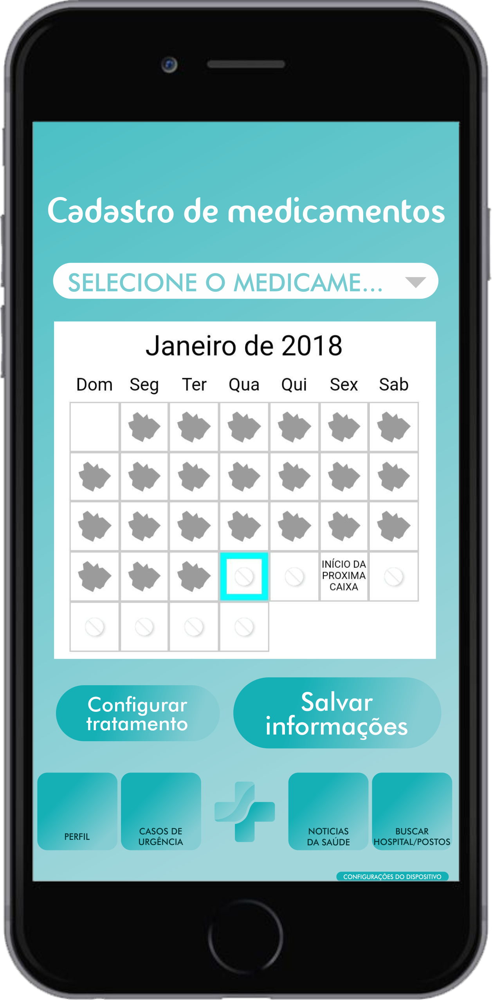 Cadastro de medicamentos
SELECIONE O MEDICAME...
Janeiro de 2018
Dom Seg Ter Qua Qui Sex Sab
INÍCIO DA
PROXIMA
CAIXA
Configurar
tratamento
Salvar
informações
PERFIL
CASOS DE
URGÊNCIA
NOTICIAS
DA SAÚDE
BUSCAR
HOSPITAL/POSTOS
CONFIGURAÇÕES DO DISPOSITIVO